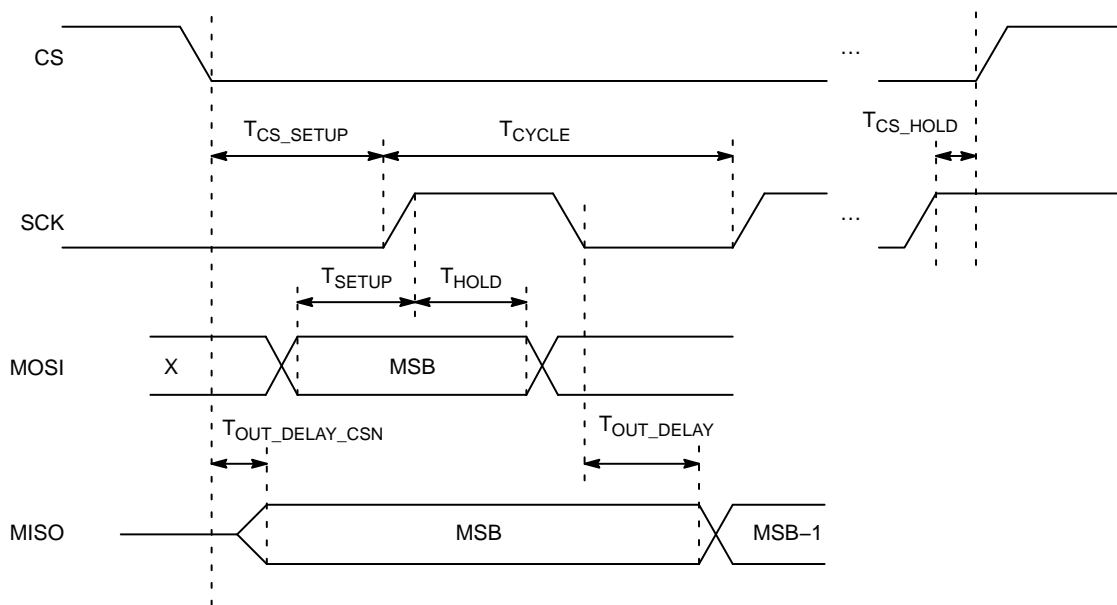 CS
...
T_CS_SETUP
T_CYCLE
T_CS_HOLD
SCK
...
T_SETUP
T_HOLD
MOSI
X
MSB
T_OUT_DELAY_CSN
T_OUT_DELAY
MISO
MSB
MSB–1